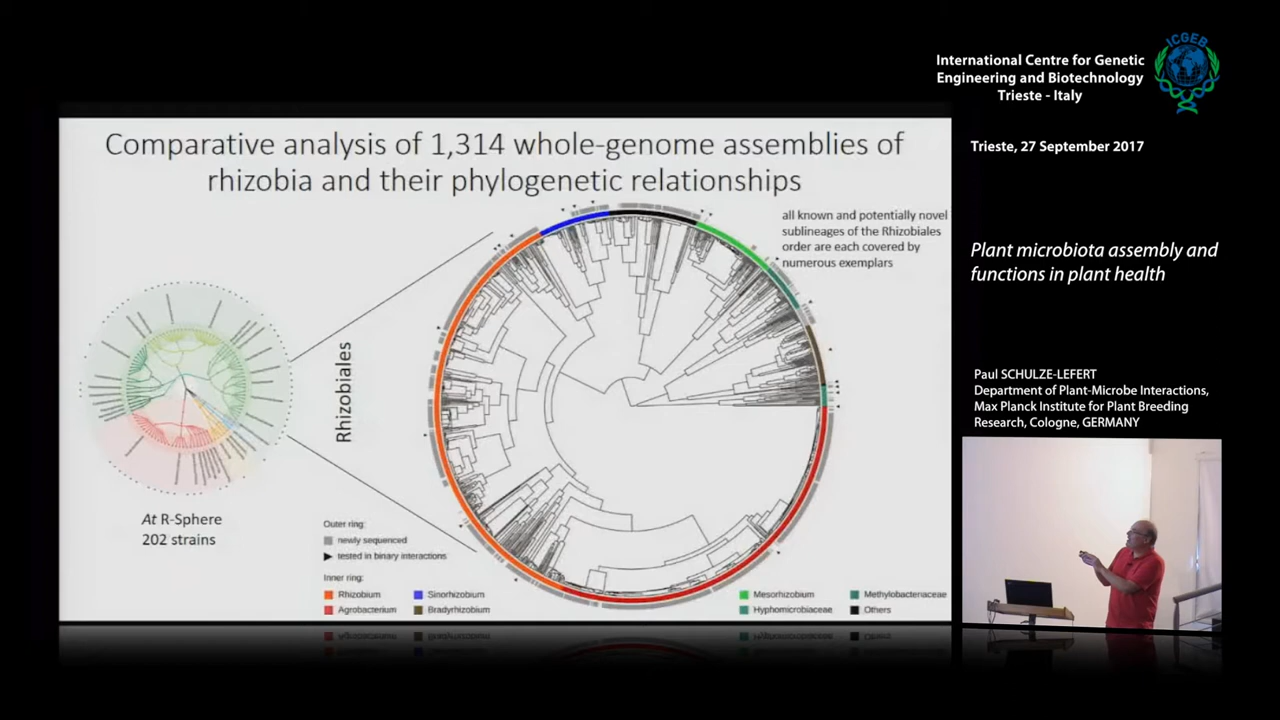 ICGEB
International Centre for Genetic
Engineering and Biotechnology
Trieste - Italy
Trieste, 27 September 2017
Plant microbiota assembly and
functions in plant health
Paul SCHULZE-LEFERT
Department of Plant-Microbe Interactions,
Max Planck Institute for Plant Breeding
Research, Cologne, GERMANY
Comparative analysis of 1,314 whole-genome assemblies of
rhizobia and their phylogenetic relationships
all known and potentially novel
sublineages of the Rhizobiales
order are each covered by
numerous exemplars
Rhizobiales
At R-Sphere
202 strains
Outer ring:
newly sequenced
tested in binary interactions
Inner ring:
Rhizobium
Sinorhizobium
Agrobacterium
Bradyrhizobium
Mesorhizobium
Methylobacteriaceae
Hyphomicrobiaceae
Others